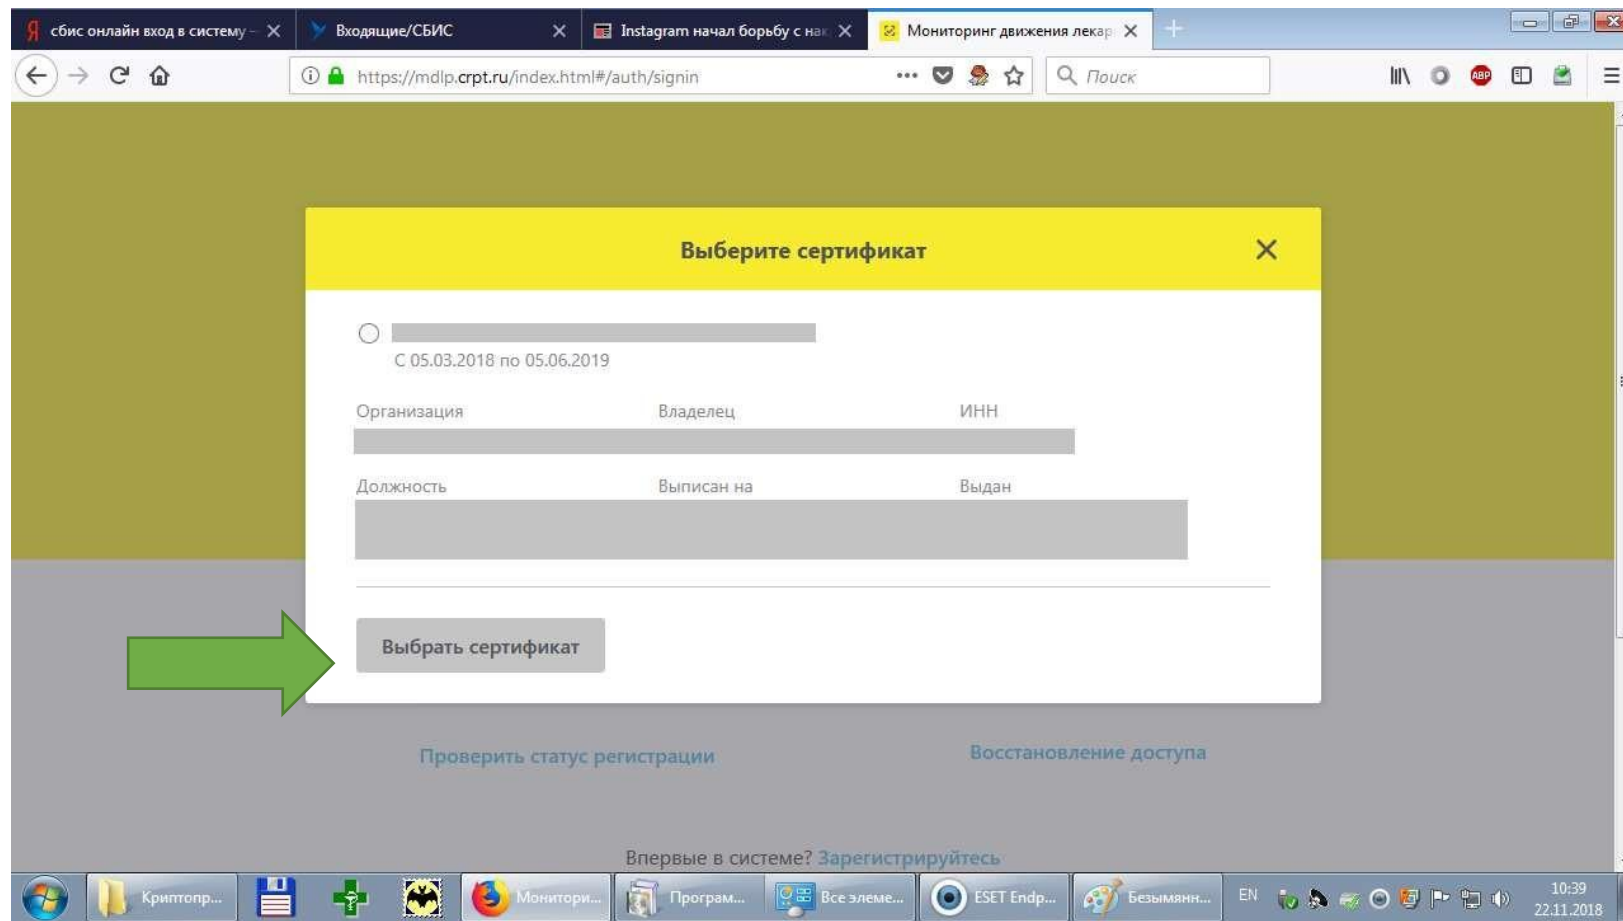 Я сбис онлайн вход в систему –
Входящие/СБИС
Instagram начал борьбу с нак
Мониторинг движения лекар
https://mdlp.crpt.ru/index.html#/auth/signin
Поиск
ABP
Выберите сертификат
С 05.03.2018 по 05.06.2019
Организация Владелец ИНН
Должность Выписан на Выдан
Выбрать сертификат
Проверить статус регистрации Восстановление доступа
Впервые в системе? Зарегистрируйтесь
Криптопр... Монитори... Програм... Все элеме... ESET Endp... Безымянн... EN 10:39
22.11.2018